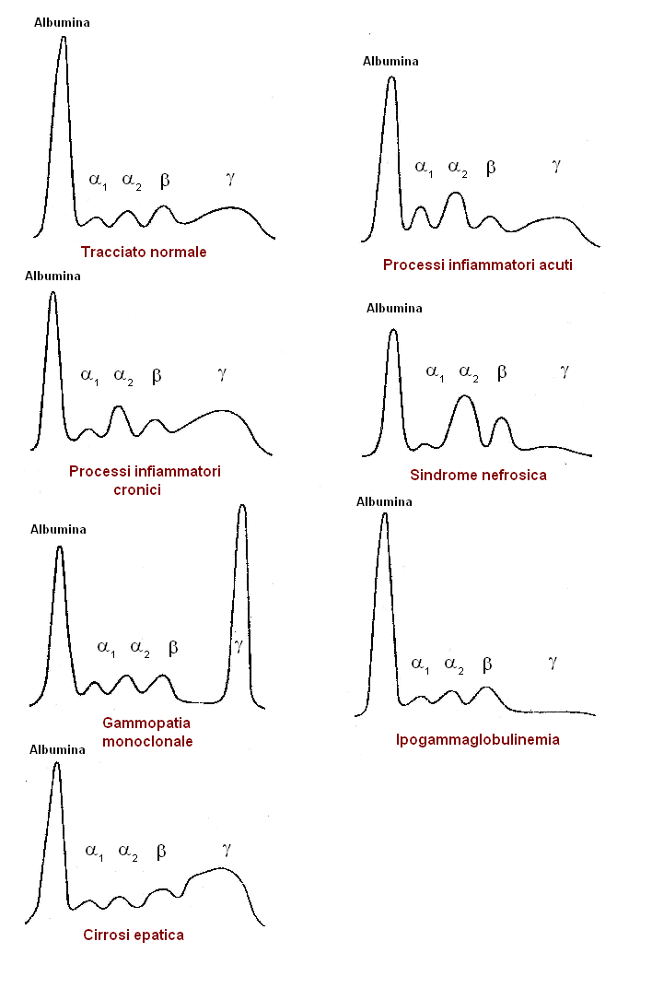 Albumina
α1 α2 β γ
Tracciato normale
Albumina
α1 α2 β γ
Processi infiammatori acuti
Albumina
α1 α2 β γ
Processi infiammatori
cronici
Albumina
α1 α2 β γ
Sindrome nefrosica
Albumina
α1 α2 β γ
Gammopatia
monoclonale
Albumina
α1 α2 β γ
Ipogammaglobulinemia
Albumina
α1 α2 β γ
Cirrosi epatica